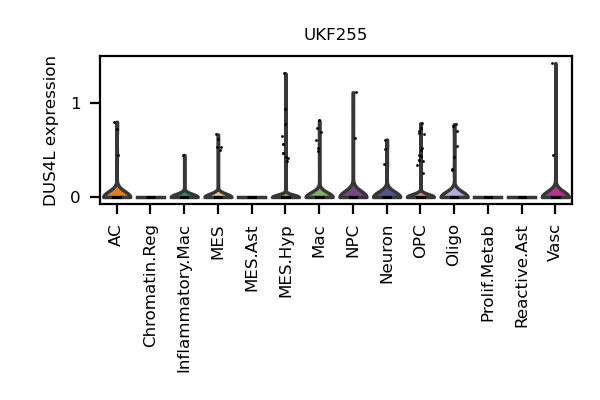 UKF255
DUS4L expression
1
0
AC
Chromatin.Reg
Inflammatory.Mac
MES
MES.Ast
MES.Hyp
Mac
NPC
Neuron
OPC
Oligo
Prolif.Metab
Reactive.Ast
Vasc